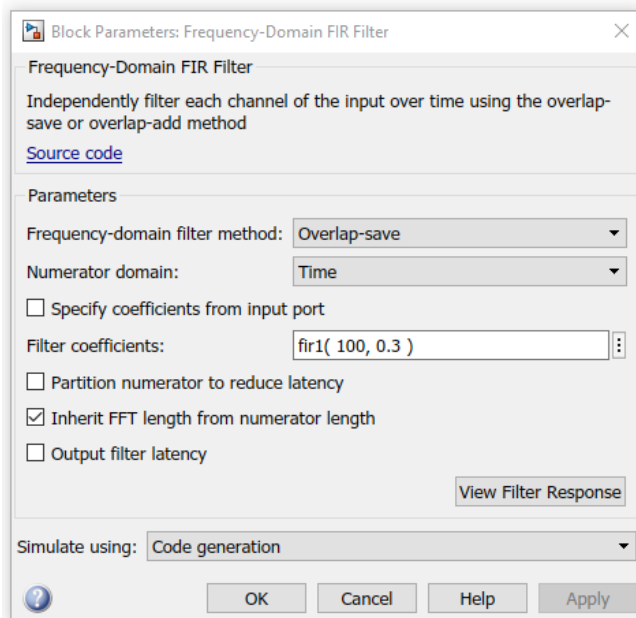 Block Parameters: Frequency-Domain FIR Filter
Frequency-Domain FIR Filter
Independently filter each channel of the input over time using the overlap-
save or overlap-add method
Source code
Parameters
Frequency-domain filter method: Overlap-save
Numerator domain: Time
Specify coefficients from input port
Filter coefficients: fir1( 100, 0.3 )
Partition numerator to reduce latency
Inherit FFT length from numerator length
Output filter latency
View Filter Response
Simulate using: Code generation
? OK Cancel Help Apply